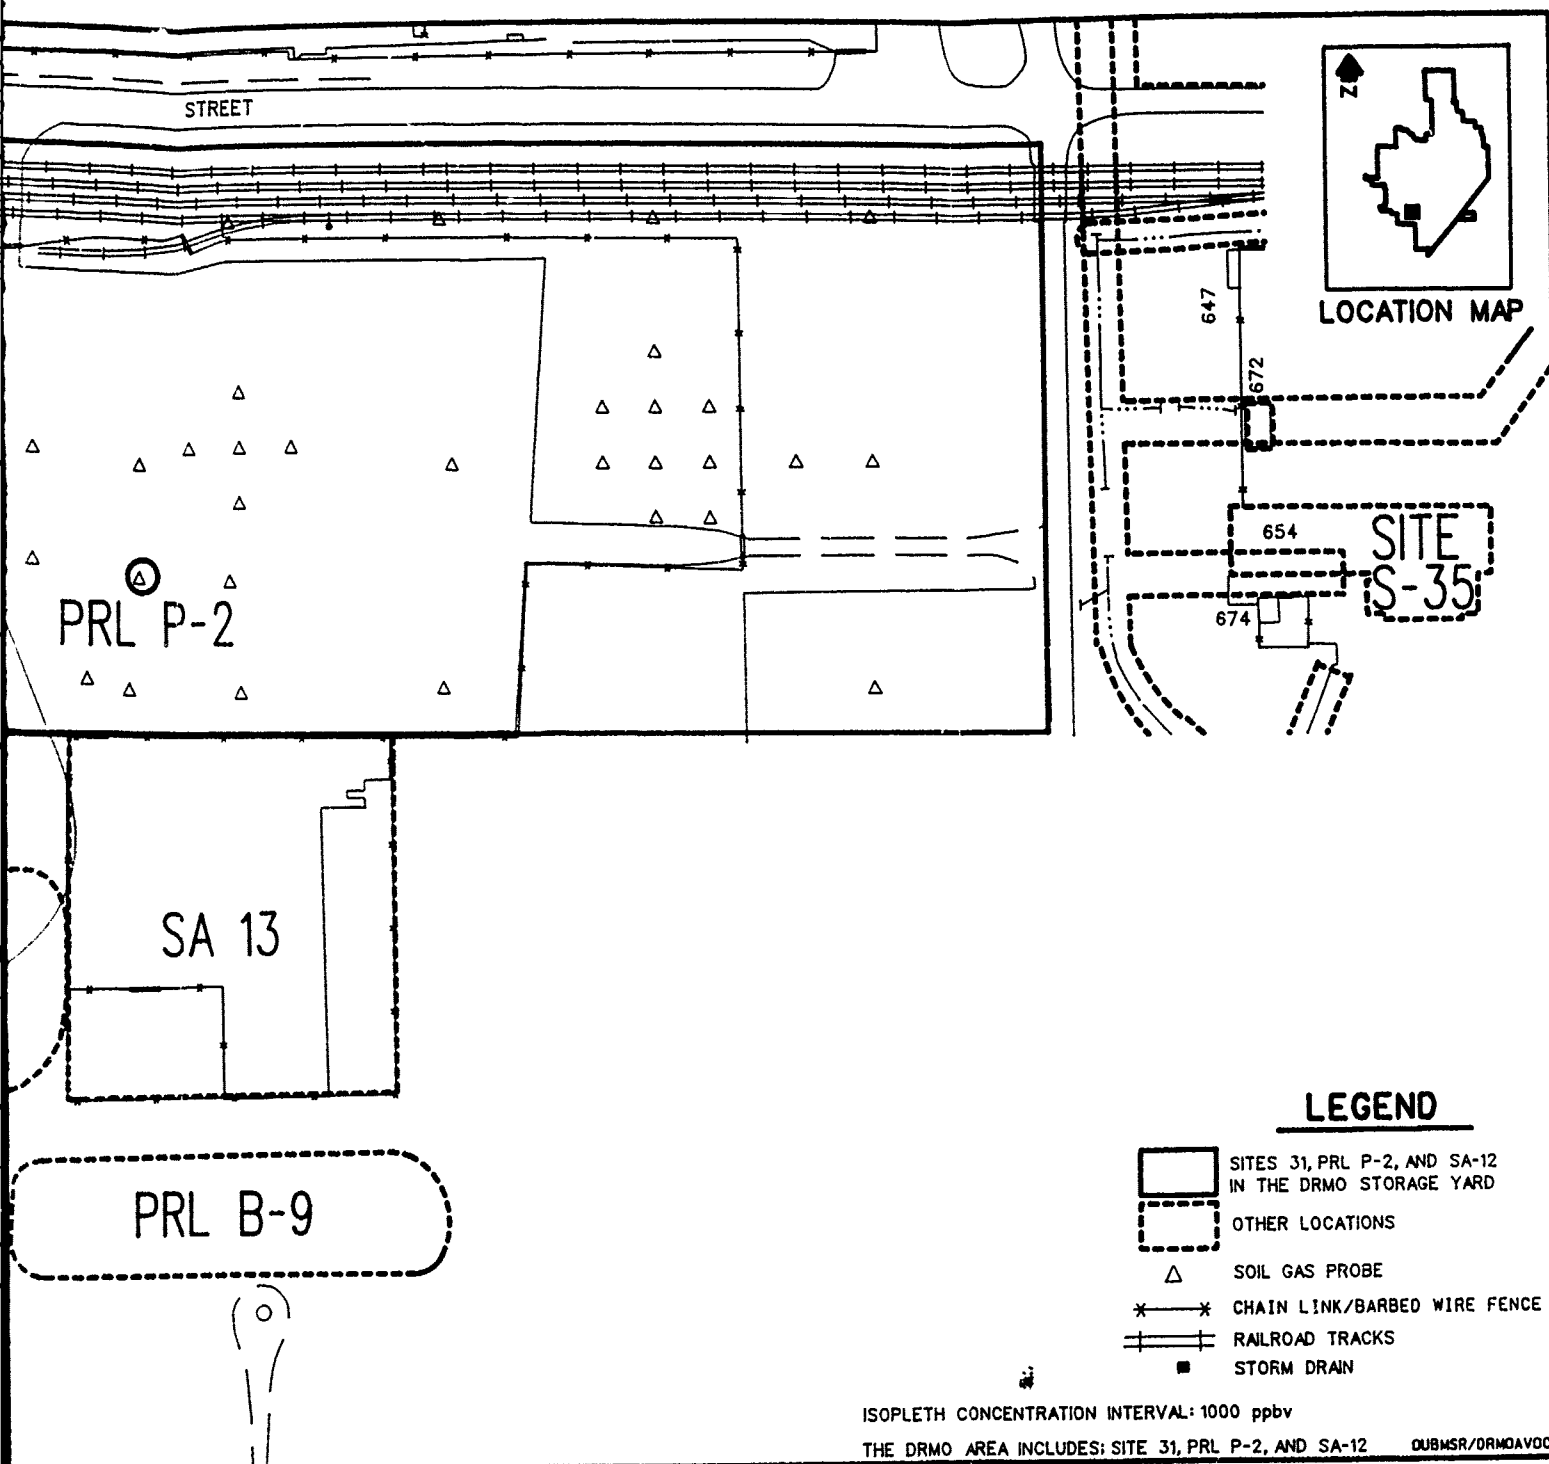 STREET
N
LOCATION MAP
647
672
654
SITE
S-35
674
PRL P-2
SA 13
PRL B-9
LEGEND
SITES 31, PRL P-2, AND SA-12
IN THE DRMO STORAGE YARD
OTHER LOCATIONS
SOIL GAS PROBE
CHAIN LINK/BARBED WIRE FENCE
RAILROAD TRACKS
STORM DRAIN
ISOPLETH CONCENTRATION INTERVAL: 1000 ppbv
THE DRMO AREA INCLUDES: SITE 31, PRL P-2, AND SA-12